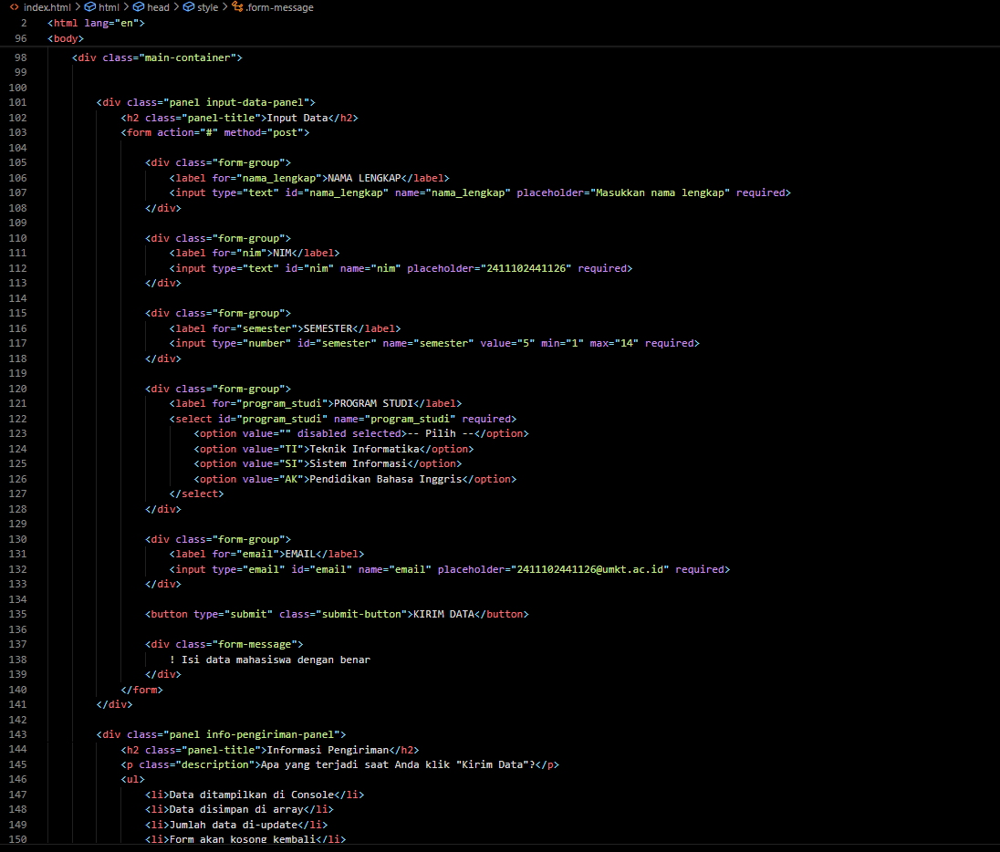 index.html > html > head > style > .form-message
2 <html lang="en">
96 <body>
98 <div class="main-container">
99
100
101 <div class="panel input-data-panel">
102 <h2 class="panel-title">Input Data</h2>
103 <form action="#" method="post">
104
105 <div class="form-group">
106 <label for="nama_lengkap">NAMA LENGKAP</label>
107 <input type="text" id="nama_lengkap" name="nama_lengkap" placeholder="Masukkan nama lengkap" required>
108 </div>
109
110 <div class="form-group">
111 <label for="nim">NIM</label>
112 <input type="text" id="nim" name="nim" placeholder="2411102441126" required>
113 </div>
114
115 <div class="form-group">
116 <label for="semester">SEMESTER</label>
117 <input type="number" id="semester" name="semester" value="5" min="1" max="14" required>
118 </div>
119
120 <div class="form-group">
121 <label for="program_studi">PROGRAM STUDI</label>
122 <select id="program_studi" name="program_studi" required>
123 <option value="" disabled selected>-- Pilih --</option>
124 <option value="TI">Teknik Informatika</option>
125 <option value="SI">Sistem Informasi</option>
126 <option value="AK">Pendidikan Bahasa Inggris</option>
127 </select>
128 </div>
129
130 <div class="form-group">
131 <label for="email">EMAIL</label>
132 <input type="email" id="email" name="email" placeholder="2411102441126@umkt.ac.id" required>
133 </div>
134
135 <button type="submit" class="submit-button">KIRIM DATA</button>
136
137 <div class="form-message">
138 ! Isi data mahasiswa dengan benar
139 </div>
140 </form>
141 </div>
142
143 <div class="panel info-pengiriman-panel">
144 <h2 class="panel-title">Informasi Pengiriman</h2>
145 <p class="description">Apa yang terjadi saat Anda klik "Kirim Data"?</p>
146 <ul>
147 <li>Data ditampilkan di Console</li>
148 <li>Data disimpan di array</li>
149 <li>Jumlah data di-update</li>
150 <li>Form akan kosong kembali</li>